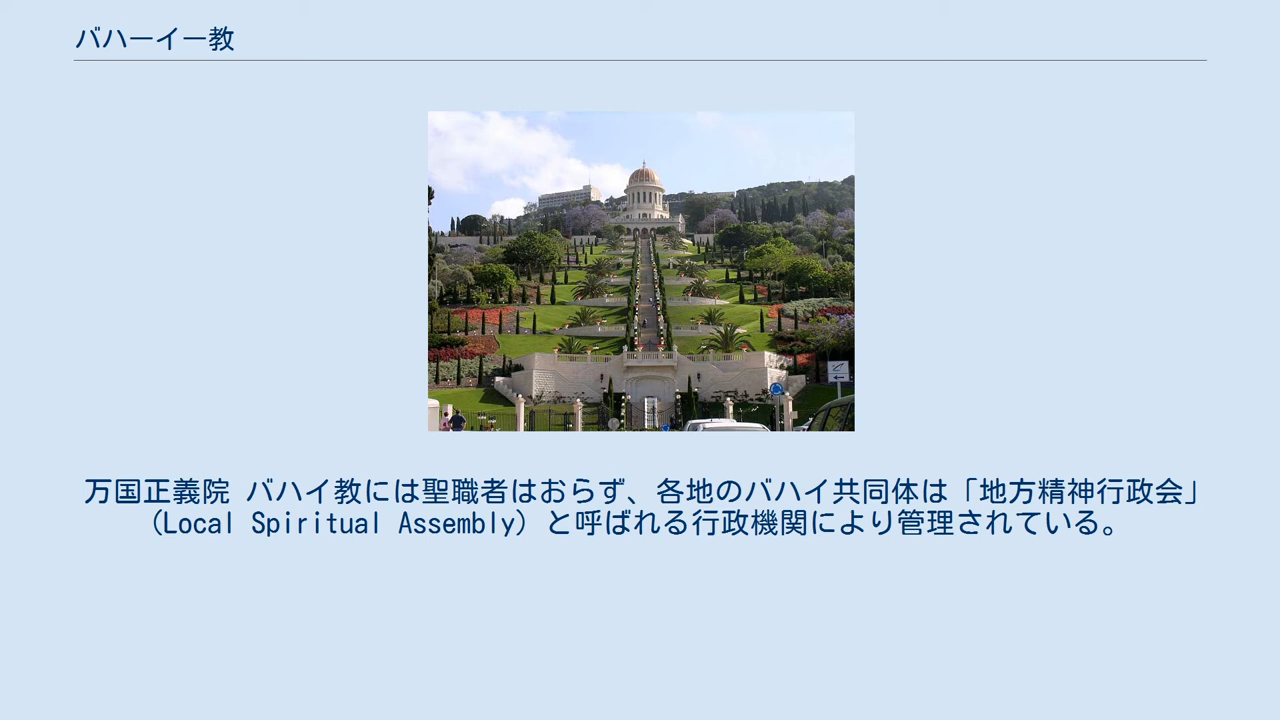 バハーイー教
万国正義院 バハイ教には聖職者はおらず、各地のバハイ共同体は「地方精神行政会」
（Local Spiritual Assembly）と呼ばれる行政機関により管理されている。